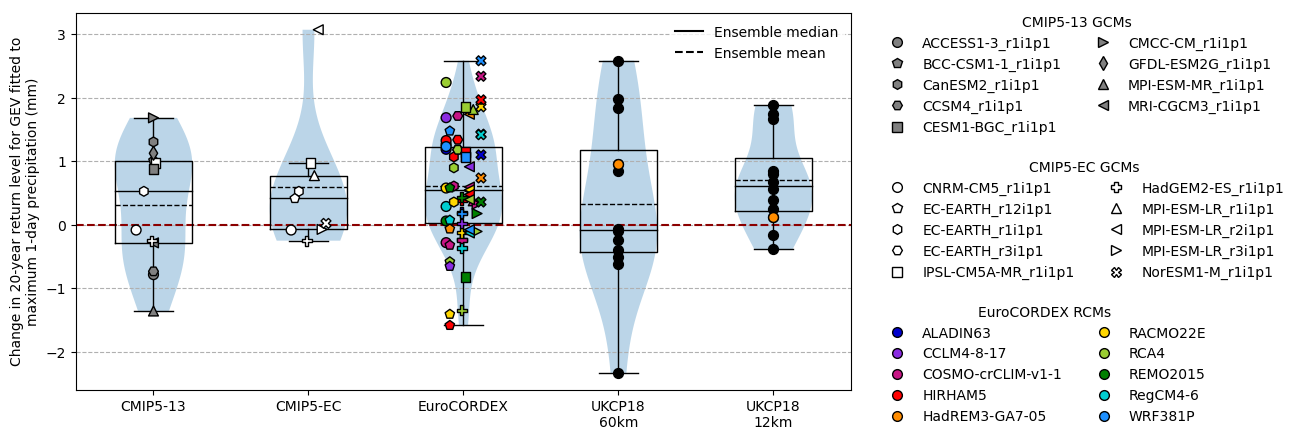 Change in 20-year return level for GEV fitted to
maximum 1-day precipitation (mm)
3
2
1
0
−1
−2
CMIP5-13
CMIP5-EC
EuroCORDEX
UKCP18
60km
UKCP18
12km
Ensemble median
Ensemble mean
CMIP5-13 GCMs
ACCESS1-3_r1i1p1
BCC-CSM1-1_r1i1p1
CanESM2_r1i1p1
CCSM4_r1i1p1
CESM1-BGC_r1i1p1
CMCC-CM_r1i1p1
GFDL-ESM2G_r1i1p1
MPI-ESM-MR_r1i1p1
MRI-CGCM3_r1i1p1
CMIP5-EC GCMs
CNRM-CM5_r1i1p1
EC-EARTH_r12i1p1
EC-EARTH_r1i1p1
EC-EARTH_r3i1p1
IPSL-CM5A-MR_r1i1p1
HadGEM2-ES_r1i1p1
MPI-ESM-LR_r1i1p1
MPI-ESM-LR_r2i1p1
MPI-ESM-LR_r3i1p1
NorESM1-M_r1i1p1
EuroCORDEX RCMs
ALADIN63
CCLM4-8-17
COSMO-crCLIM-v1-1
HIRHAM5
HadREM3-GA7-05
RACMO22E
RCA4
REMO2015
RegCM4-6
WRF381P